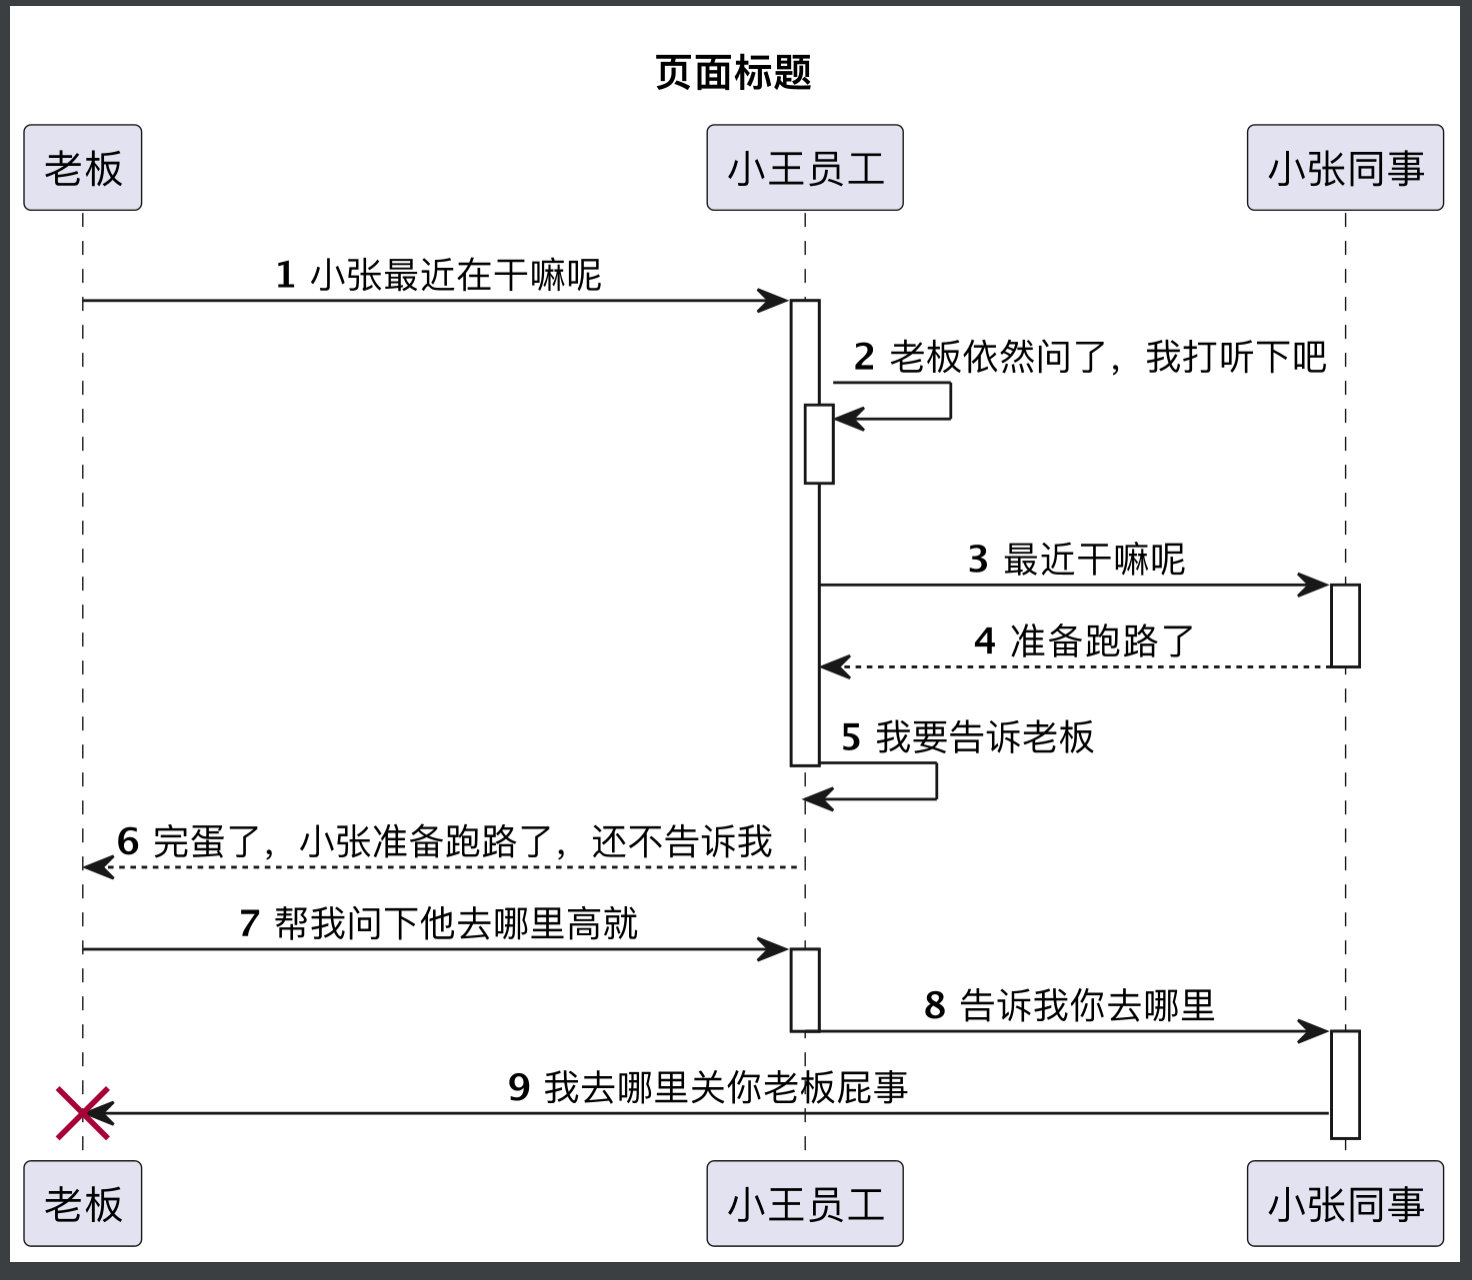 页面标题
老板
小王员工
小张同事
1 小张最近在干嘛呢
2 老板依然问了，我打听下吧
3 最近干嘛呢
4 准备跑路了
5 我要告诉老板
6 完蛋了，小张准备跑路了，还不告诉我
7 帮我问下他去哪里高就
8 告诉我你去哪里
9 我去哪里关你老板屁事
老板
小王员工
小张同事